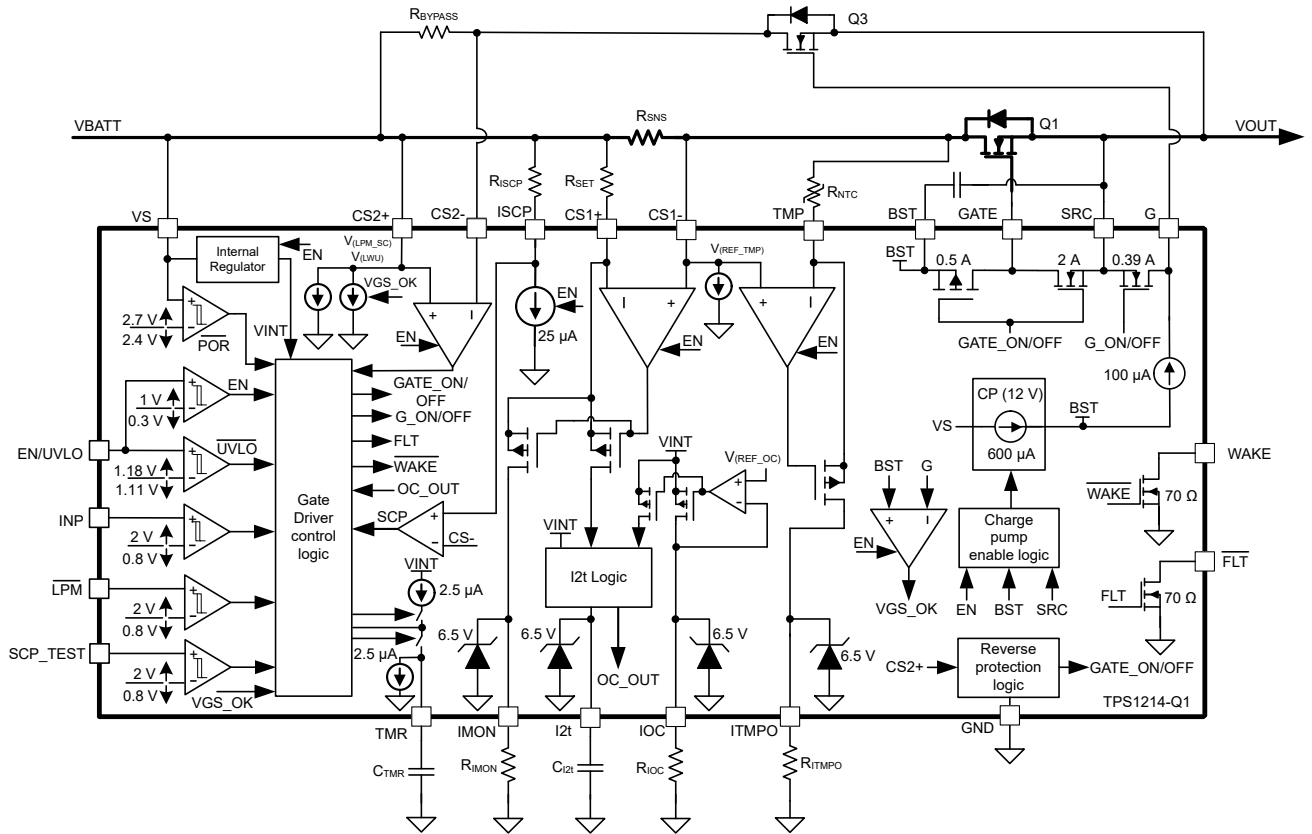 RBYPASS
Q3
VBATT
RSNS
Q1
VOUT
RISCP
RSET
RNTC
VS
CS2+
CS2-
ISCP
CS1+
CS1-
TMP
BST
GATE
SRC
G
Internal
Regulator
EN
V(LPM_SC)
V(LWU)
VGS_OK
V(REF_TMP)
BST
0.5 A
2 A
0.39 A
2.7 V
2.4 V
POR
VINT
EN
EN
25 µA
EN
EN
GATE_ON/OFF
G_ON/OFF
100 µA
EN
1 V
0.3 V
GATE_ON/
OFF
G_ON/OFF
CP (12 V)
VS
600 µA
BST
EN/UVLO
UVLO
1.18 V
1.11 V
FLT
WAKE
VINT
V(REF_OC)
BST
G
WAKE
WAKE
70 Ω
Gate
Driver
control
logic
OC_OUT
INP
2 V
0.8 V
SCP
CS-
VINT
I2t Logic
EN
VGS_OK
Charge
pump
enable logic
EN
BST
SRC
FLT
FLT
70 Ω
LPM
2 V
0.8 V
VINT
2.5 µA
SCP_TEST
2 V
0.8 V
2.5 µA
6.5 V
6.5 V
6.5 V
6.5 V
OC_OUT
VGS_OK
CS2+
Reverse
protection
logic
GATE_ON/OFF
TPS1214-Q1
TMR
IMON
I2t
IOC
ITMPO
GND
CTMR
RIMON
CI2t
RIOC
RITMPO